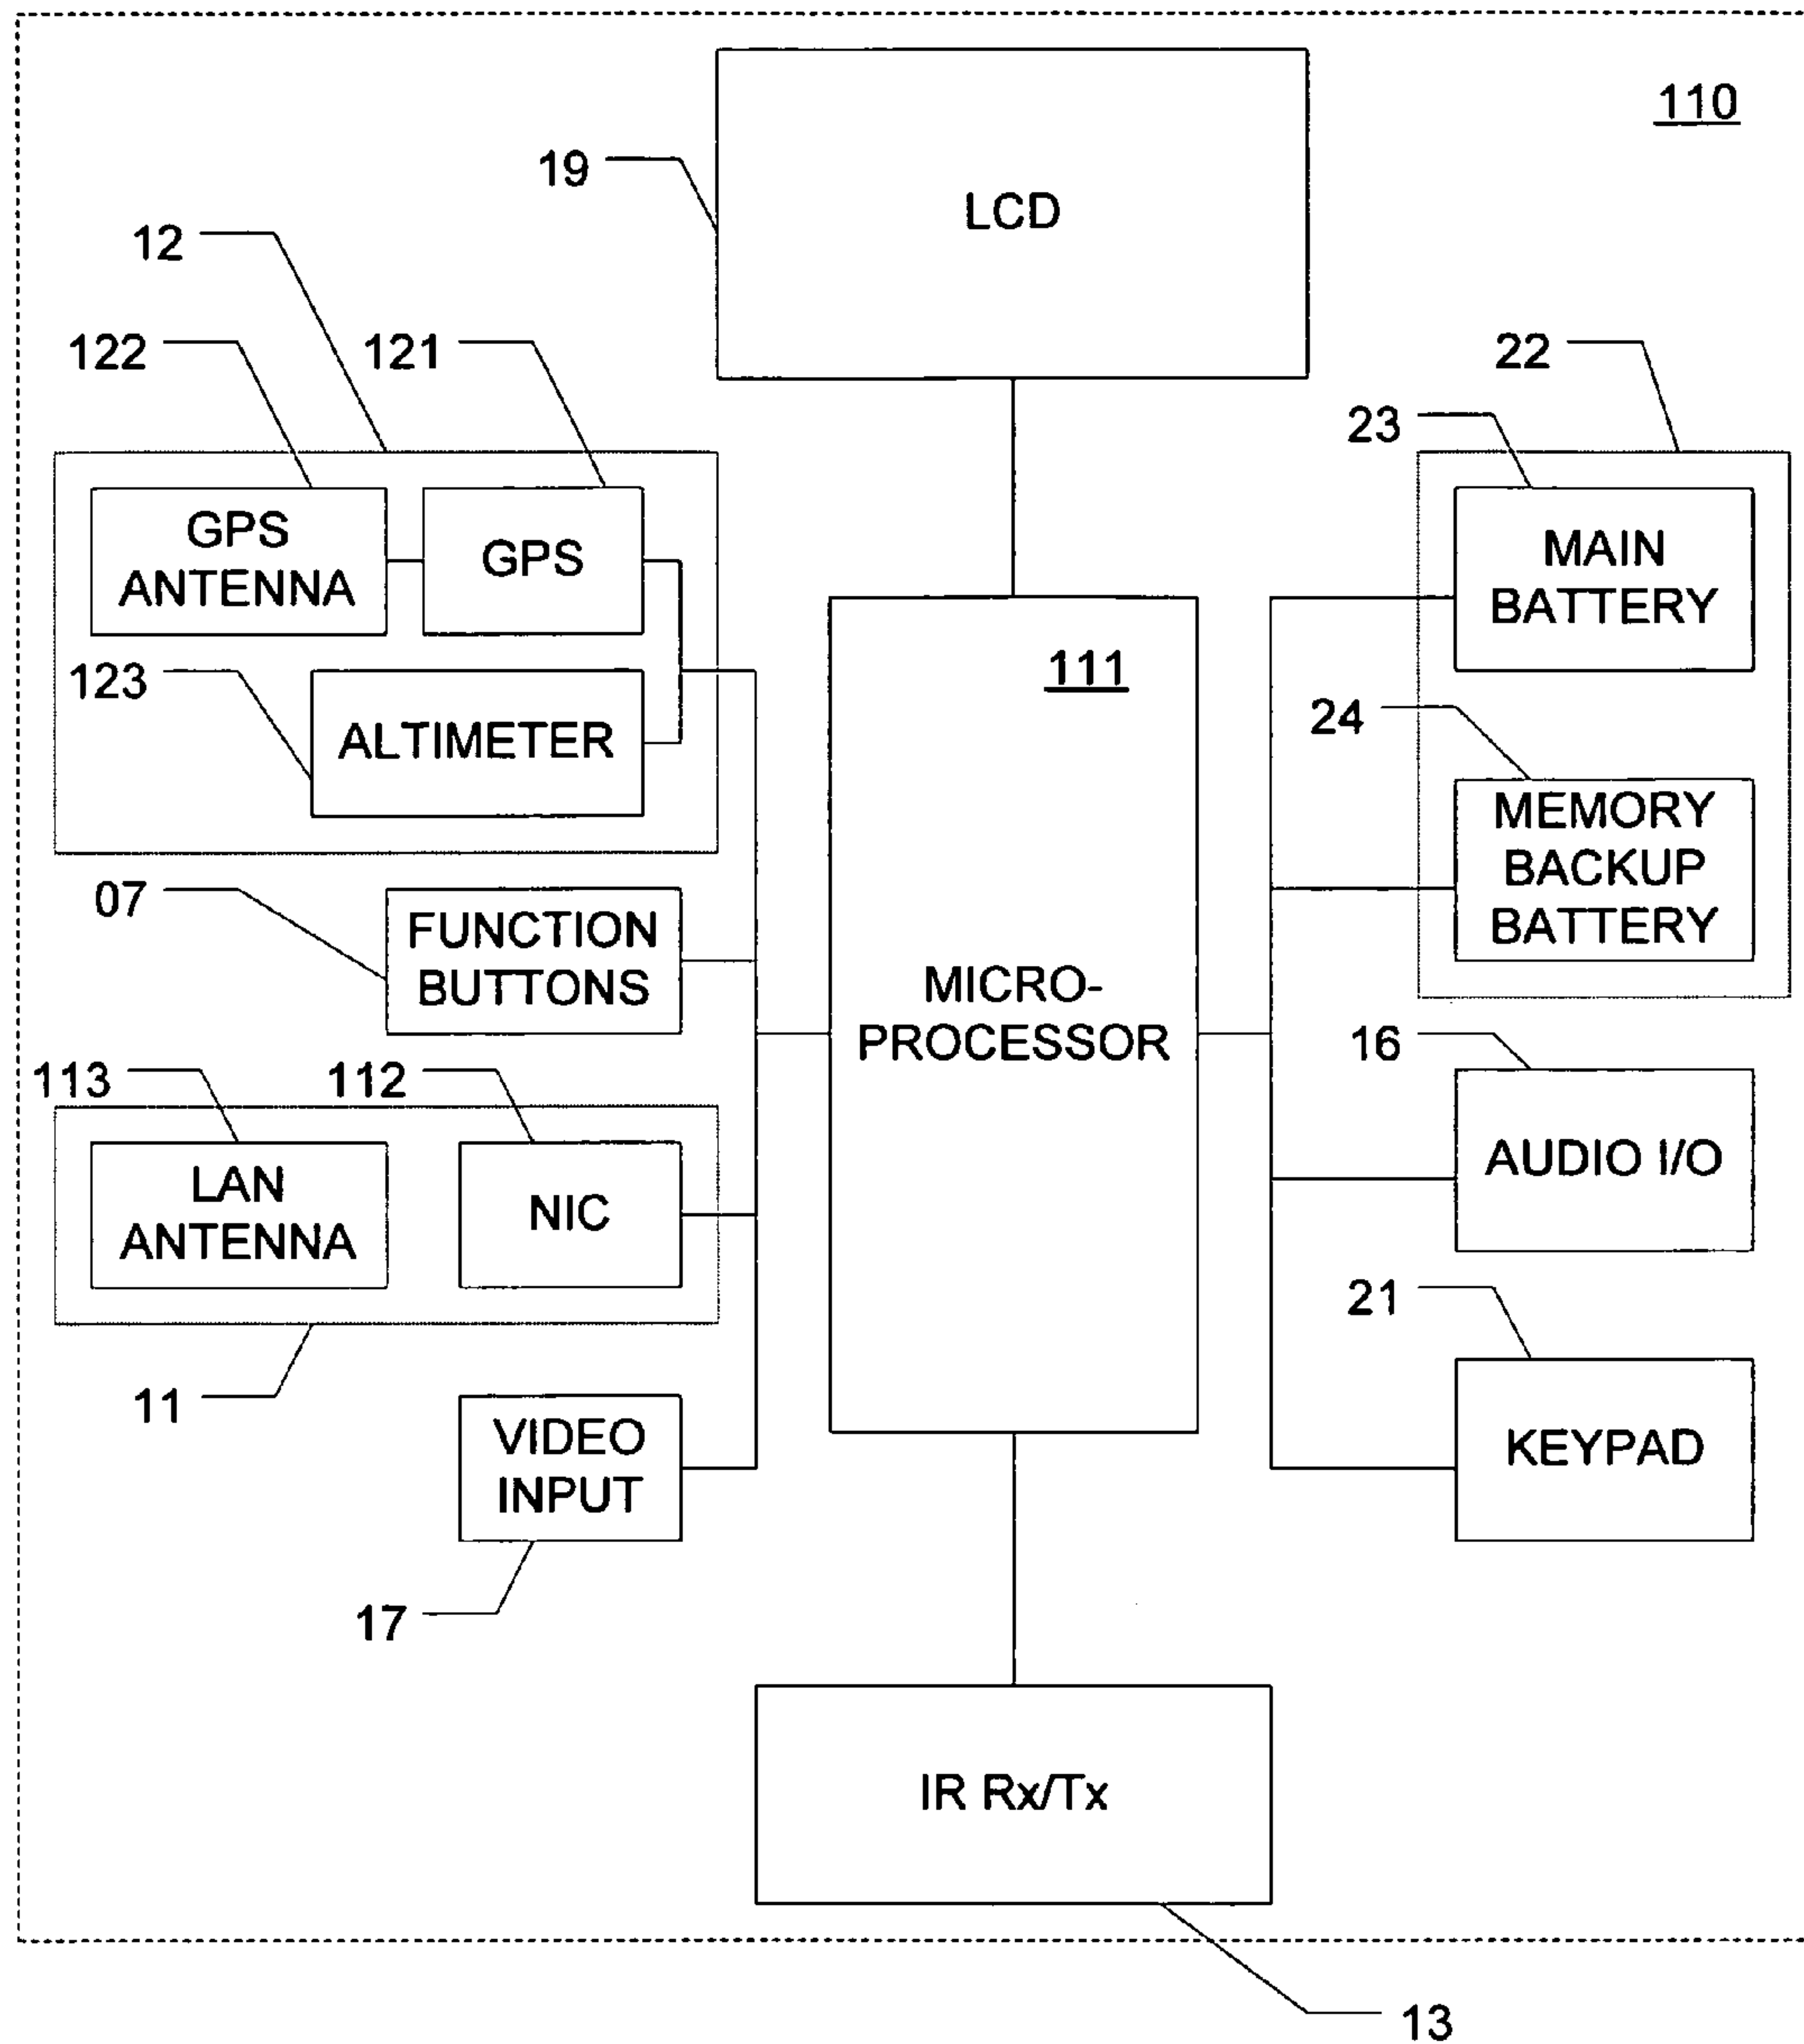 110
19
LCD
12
122
121
22
23
GPS
ANTENNA
GPS
MAIN
BATTERY
123
ALTIMETER
111
24
MEMORY
BACKUP
BATTERY
07
FUNCTION
BUTTONS
MICRO-
PROCESSOR
16
113
112
LAN
ANTENNA
NIC
AUDIO I/O
21
11
VIDEO
INPUT
KEYPAD
17
IR Rx/Tx
13